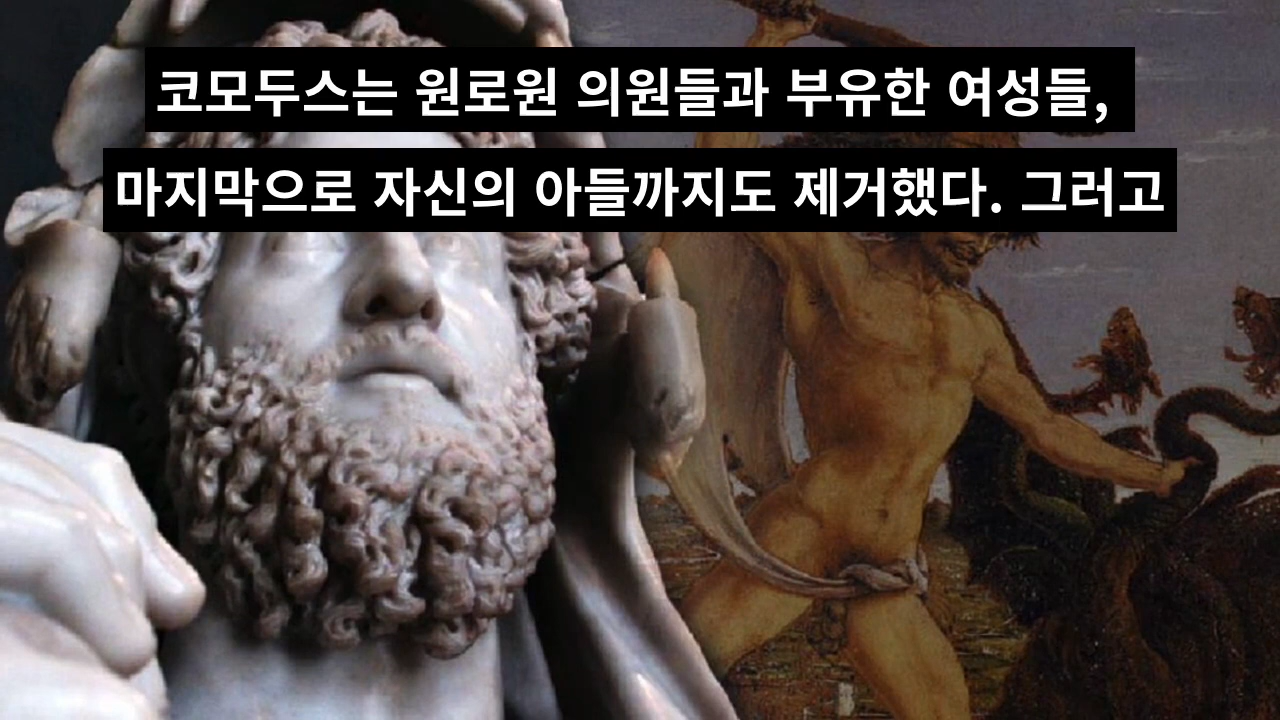 코모두스는 원로원 의원들과 부유한 여성들,
마지막으로 자신의 아들까지도 제거했다. 그러고